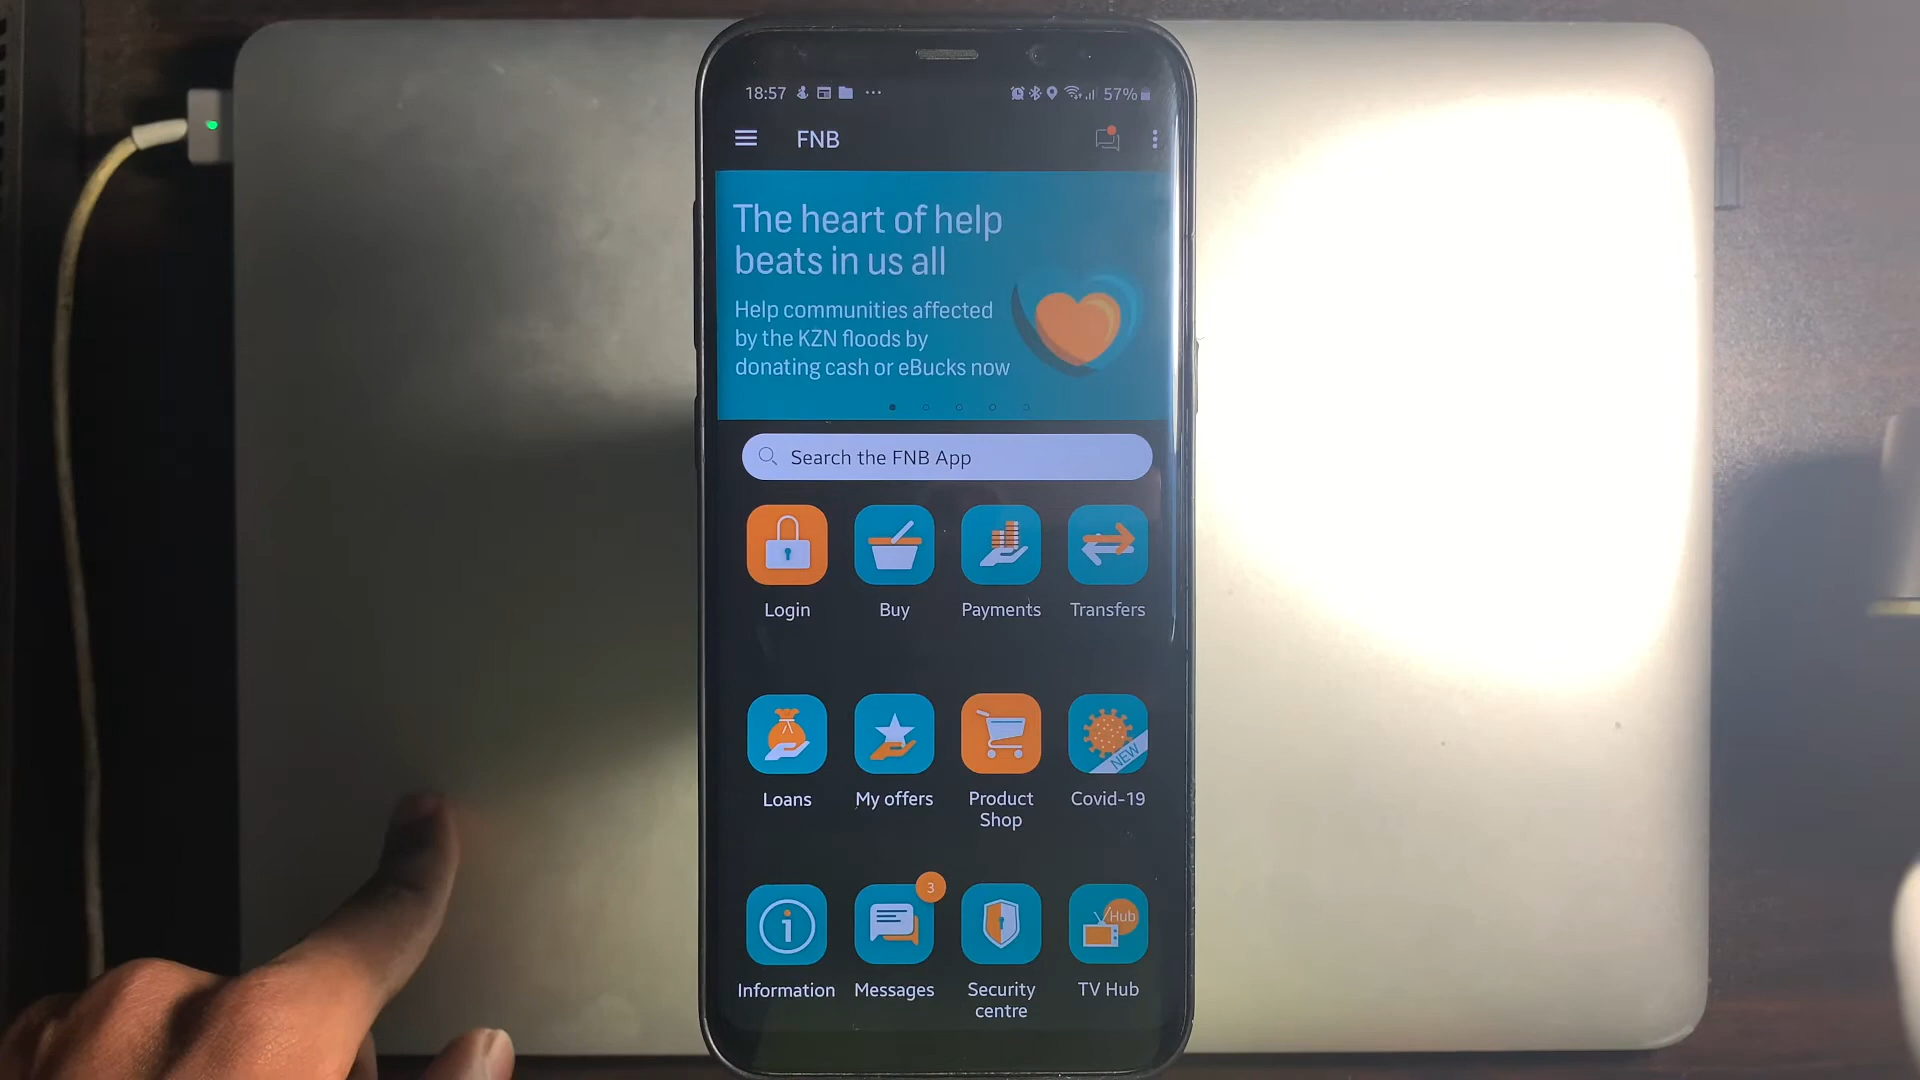 18:57
57%
FNB
The heart of help
beats in us all
Help communities affected
by the KZN floods by
donating cash or eBucks now
Search the FNB App
Login
Buy
Payments
Transfers
NEW
Loans
My offers
Product
Shop
Covid-19
3
Hub
Information
Messages
Security
centre
TV Hub